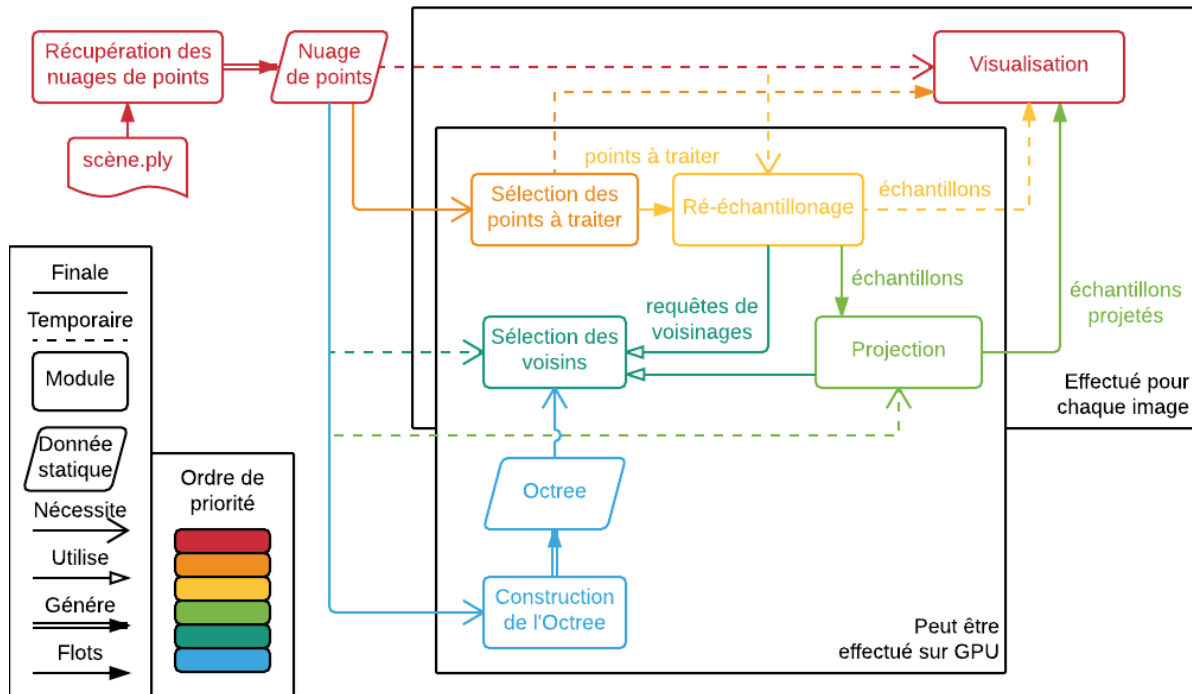 Récupération des
nuages de points
Nuage
de points
Visualisation
scène.ply
points à traiter
Sélection des
points à traiter
Ré-échantillonage
échantillons
échantillons
échantillons
projetés
requêtes de
voisinages
Sélection des
voisins
Projection
Effectué pour
chaque image
Octree
Construction
de l'Octree
Peut être
effectué sur GPU
Finale
Temporaire
Module
Donnée
statique
Nécessite
Utilise
Génére
Flots
Ordre de
priorité